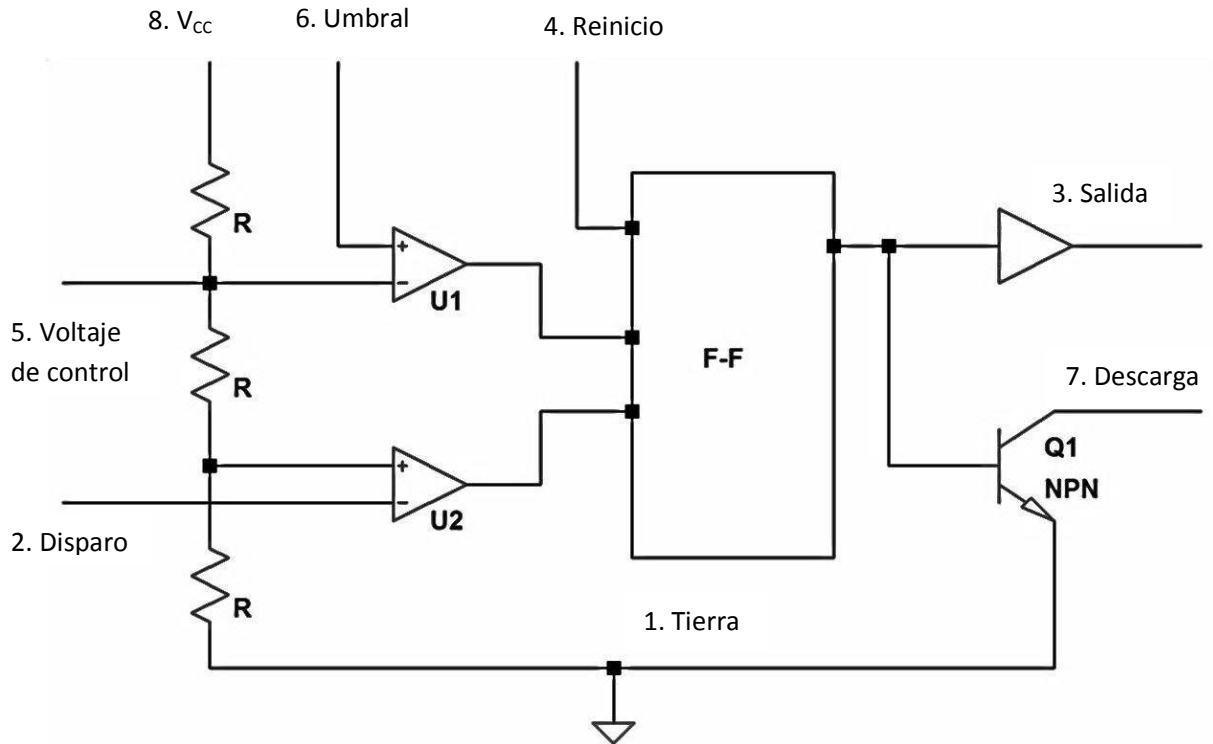 8. VCC
6. Umbral
4. Reinicio
3. Salida
R
U1
5. Voltaje
de control
R
F-F
7. Descarga
Q1
NPN
U2
2. Disparo
R
1. Tierra